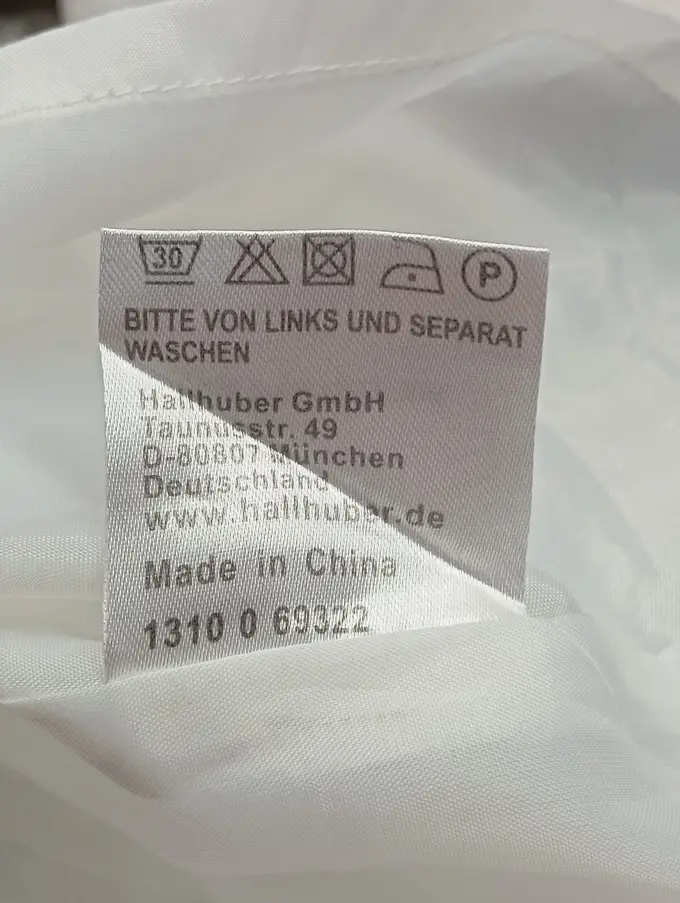 30 P
BITTE VON LINKS UND SEPARAT
WASCHEN
Hallhuber GmbH
Taunusstr. 49
D-80807 München
Deutschland
www.hallhuber.de
Made in China
1310 0 69322